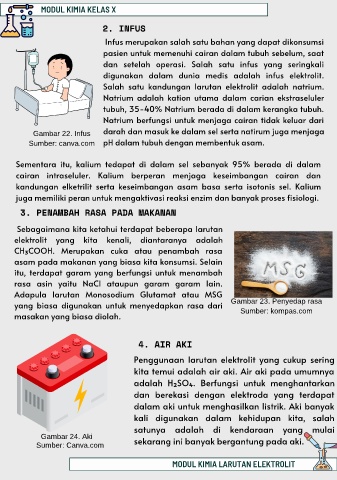 MODUL KIMIA KELAS X
2. INFUS
Infus merupakan salah satu bahan yang dapat dikonsumsi
pasien untuk memenuhi cairan dalam tubuh sebelum, saat
dan setelah operasi. Salah satu infus yang seringkali
digunakan dalam dunia medis adalah infus elektrolit.
Salah satu kandungan larutan elektrolit adalah natrium.
Natrium adalah kation utama dalam carian ekstraseluler
tubuh, 35-40% Natrium berada di dalam kerangka tubuh.
Natrium berfungsi untuk menjaga cairan tidak keluar dari
darah dan masuk ke dalam sel serta natirum juga menjaga
pH dalam tubuh dengan membentuk asam.
Gambar 22. Infus
Sumber: canva.com
Sementara itu, kalium tedapat di dalam sel sebanyak 95% berada di dalam
cairan intraseluler. Kalium berperan menjaga keseimbangan cairan dan
kandungan elketrilit serta keseimbangan asam basa serta isotonis sel. Kalium
juga memiliki peran untuk mengaktivasi reaksi enzim dan banyak proses fisiologi.
3. PENAMBAH RASA PADA MAKANAN
Sebagaimana kita ketahui terdapat beberapa larutan
elektrolit yang kita kenali, diantaranya adalah
CH₃COOH. Merupakan cuka atau penambah rasa
asam pada makanan yang biasa kita konsumsi. Selain
itu, terdapat garam yang berfungsi untuk menambah
rasa asin yaitu NaCl ataupun garam garam lain.
Adapula larutan Monosodium Glutamat atau MSG
yang biasa digunakan untuk menyedapkan rasa dari
masakan yang biasa diolah.
MSG
Gambar 23. Penyedap rasa
Sumber: kompas.com
4. AIR AKI
Penggunaan larutan elektrolit yang cukup sering
kita temui adalah air aki. Air aki pada umumnya
adalah H₂SO₄. Berfungsi untuk menghantarkan
dan berekasi dengan elektroda yang terdapat
dalam aki untuk menghasilkan listrik. Aki banyak
kali digunakan dalam kehidupan kita, salah
satunya adalah di kendaraan yang mulai
sekarang ini banyak bergantung pada aki.
Gambar 24. Aki
Sumber: Canva.com
MODUL KIMIA LARUTAN ELEKTROLIT